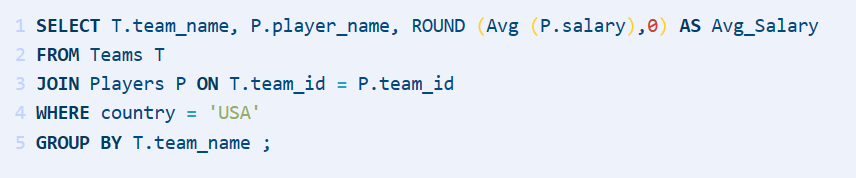 1 SELECT T.team_name, P.player_name, ROUND (Avg (P.salary),0) AS Avg_Salary
2 FROM Teams T
3 JOIN Players P ON T.team_id = P.team_id
4 WHERE country = 'USA'
5 GROUP BY T.team_name ;